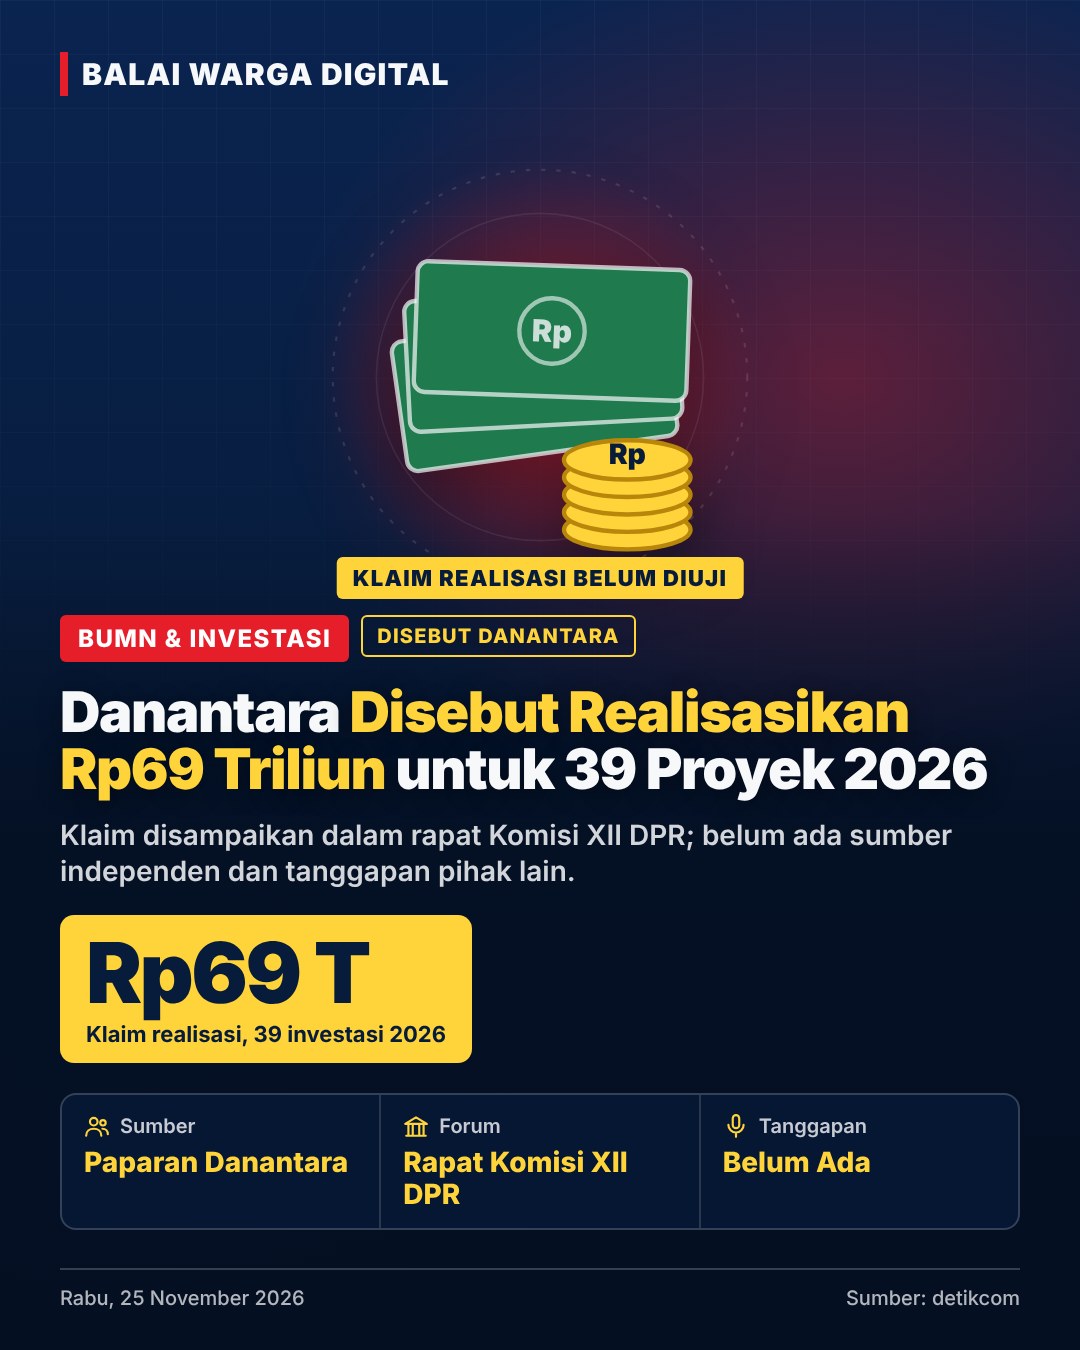 BALAI WARGA DIGITAL
Rp
Rp
KLAIM REALISASI BELUM DIUJI
BUMN & INVESTASI
DISEBUT DANANTARA
Danantara Disebut Realisasikan
Rp69 Triliun untuk 39 Proyek 2026
Klaim disampaikan dalam rapat Komisi XII DPR; belum ada sumber
independen dan tanggapan pihak lain.
Rp69 T
Klaim realisasi, 39 investasi 2026
Sumber
Paparan Danantara
Forum
Rapat Komisi XII
DPR
Tanggapan
Belum Ada
Rabu, 25 November 2026
Sumber: detikcom